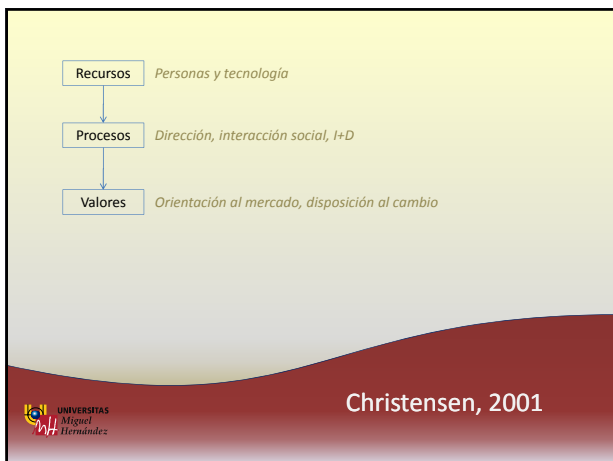 Recursos Personas y tecnología
Procesos Dirección, interacción social, I+D
Valores Orientación al mercado, disposición al cambio
Christensen, 2001
UNIVERSITAS
Miguel
Hernández